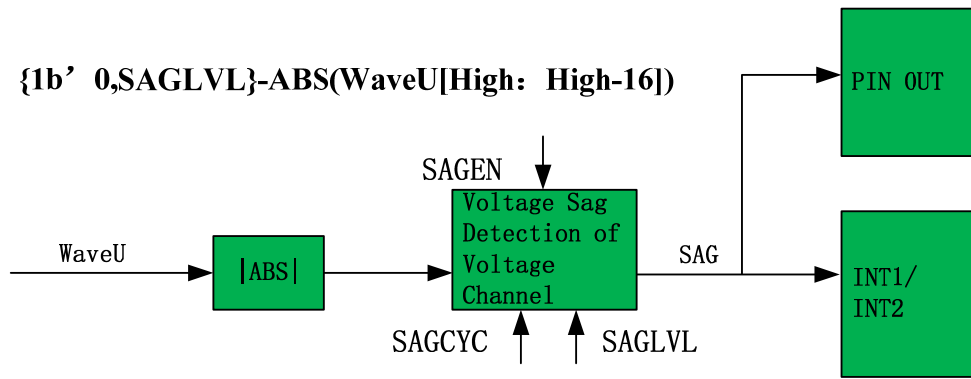 {1b’0,SAGLVL}-ABS(WaveU[High：High-16])
PIN OUT
SAGEN
Voltage Sag
Detection of
Voltage
Channel
WaveU
|ABS|
SAG
INT1/
INT2
SAGCYC
SAGLVL